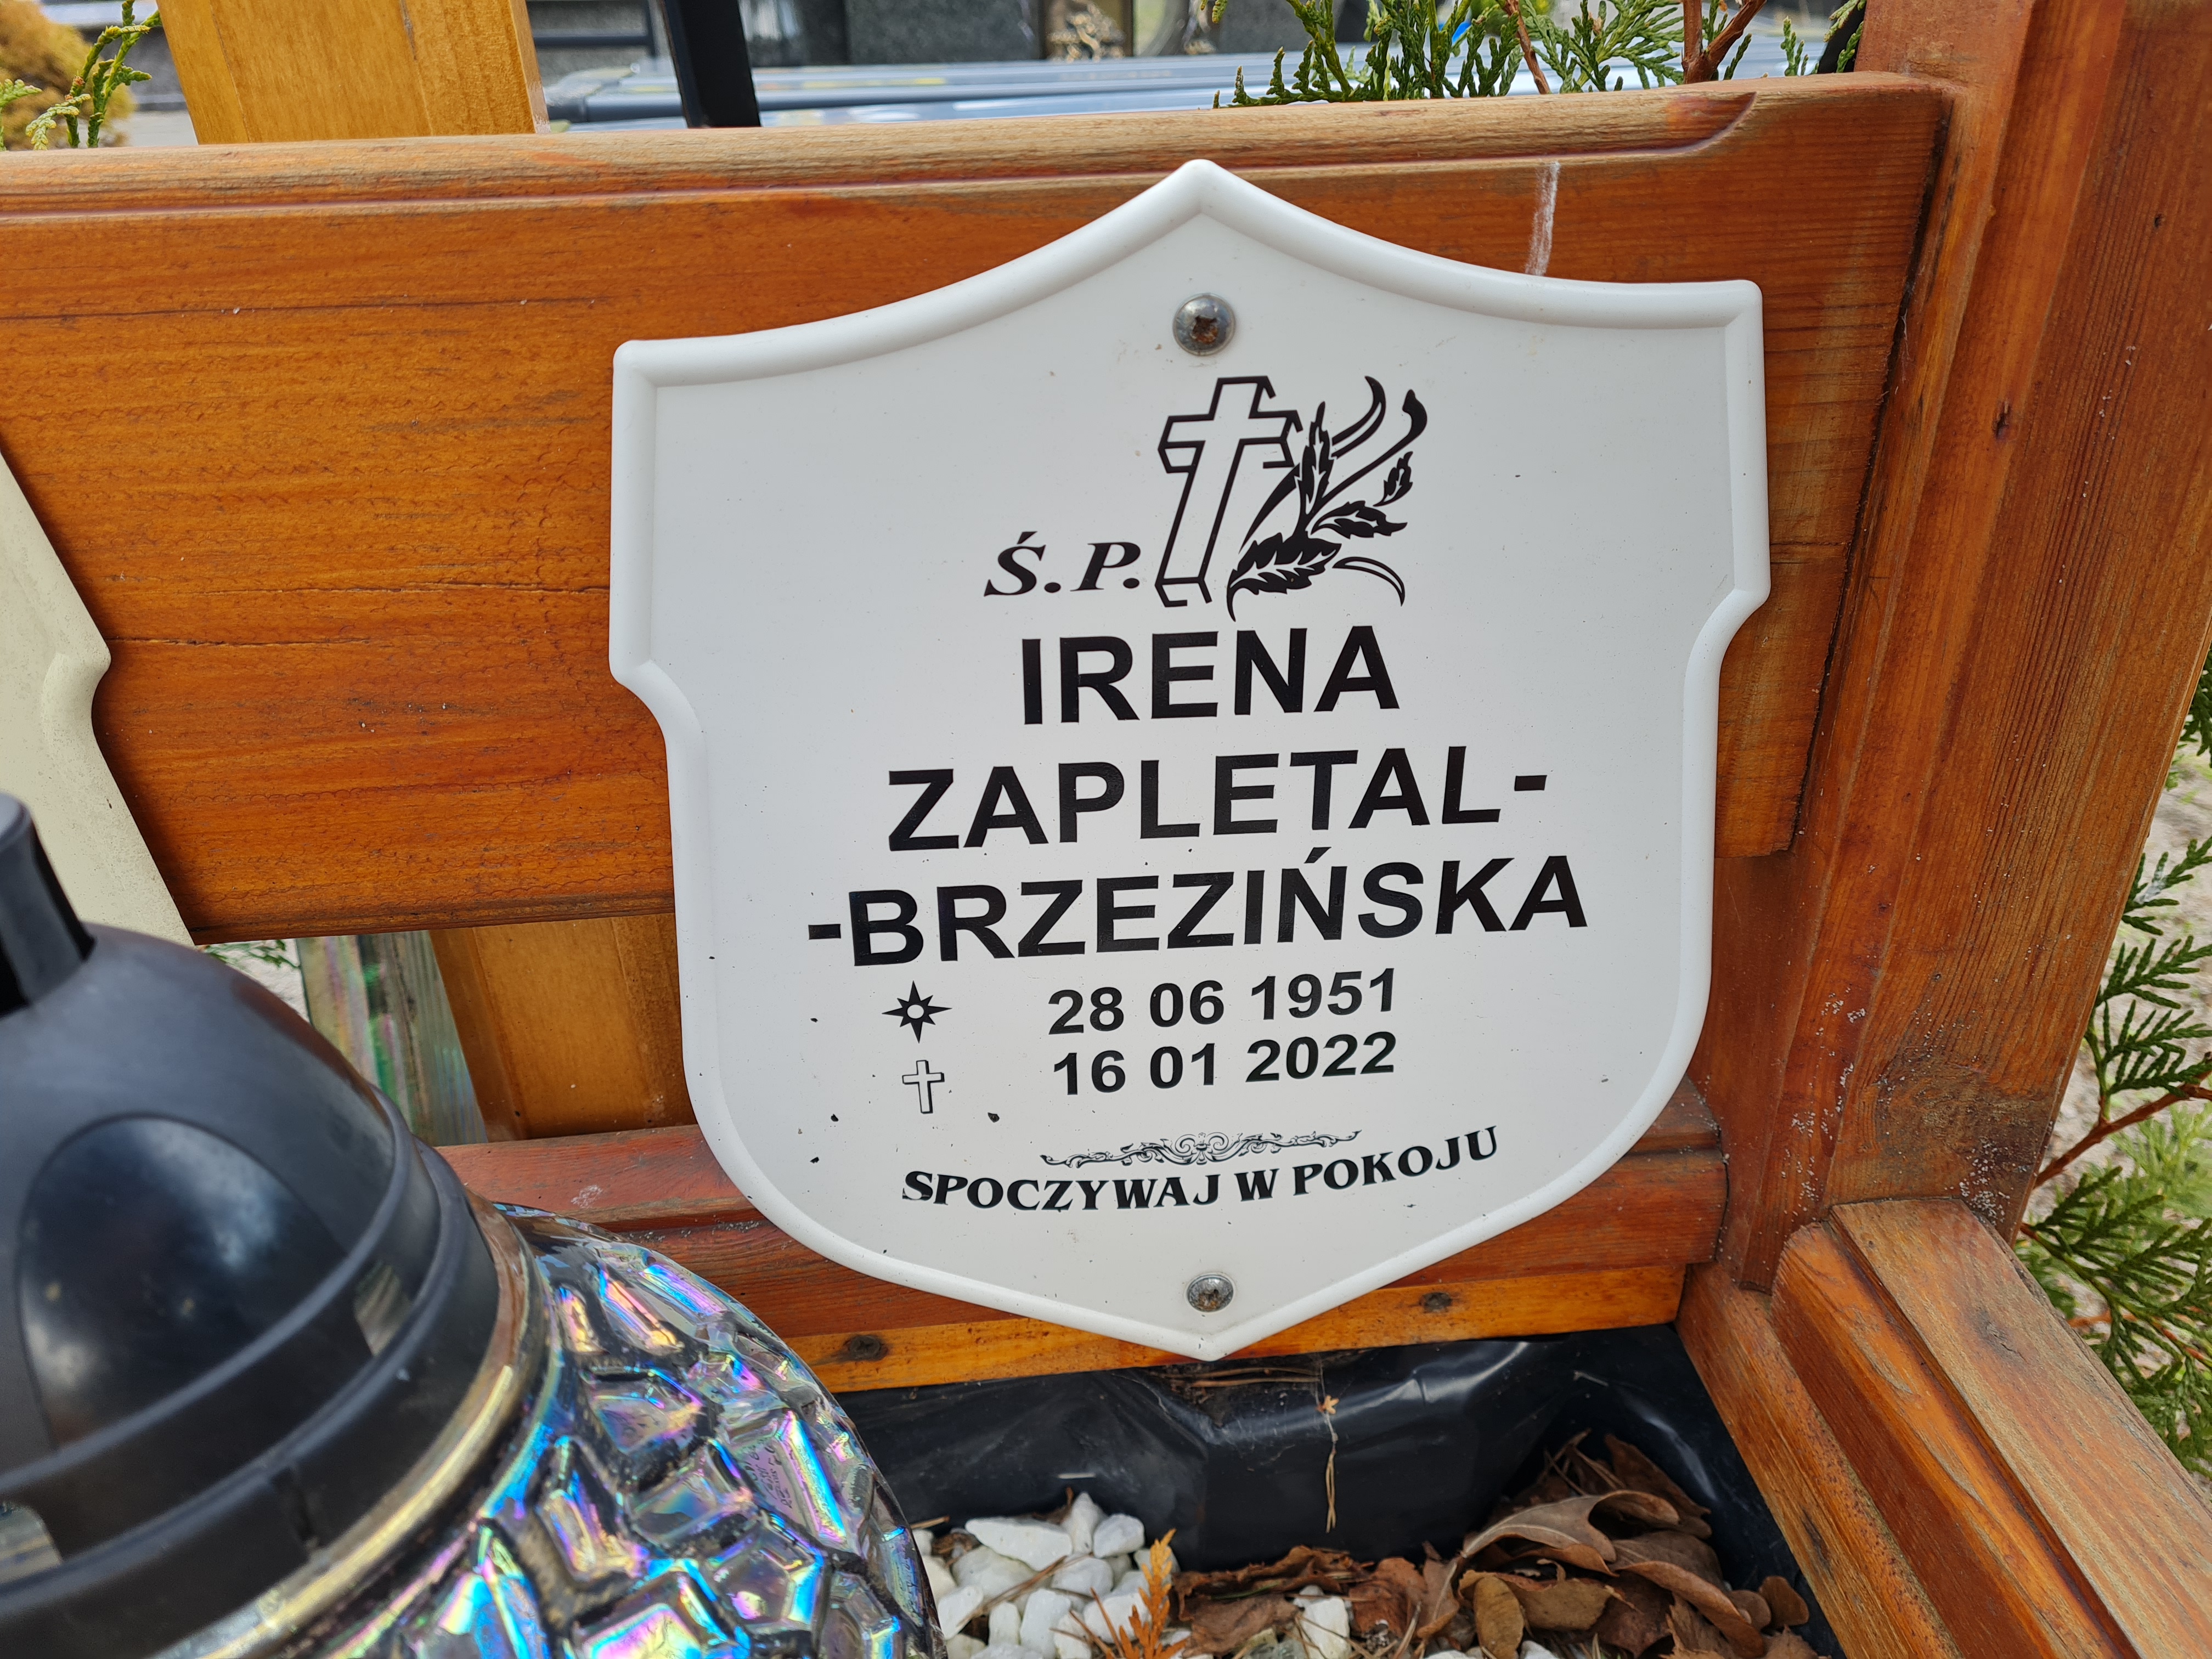 Ś.P.
IRENA
ZAPLETAL-
-BRZEZIŃSKA
28 06 1951
16 01 2022
SPOCZYWAJ W POKOJU